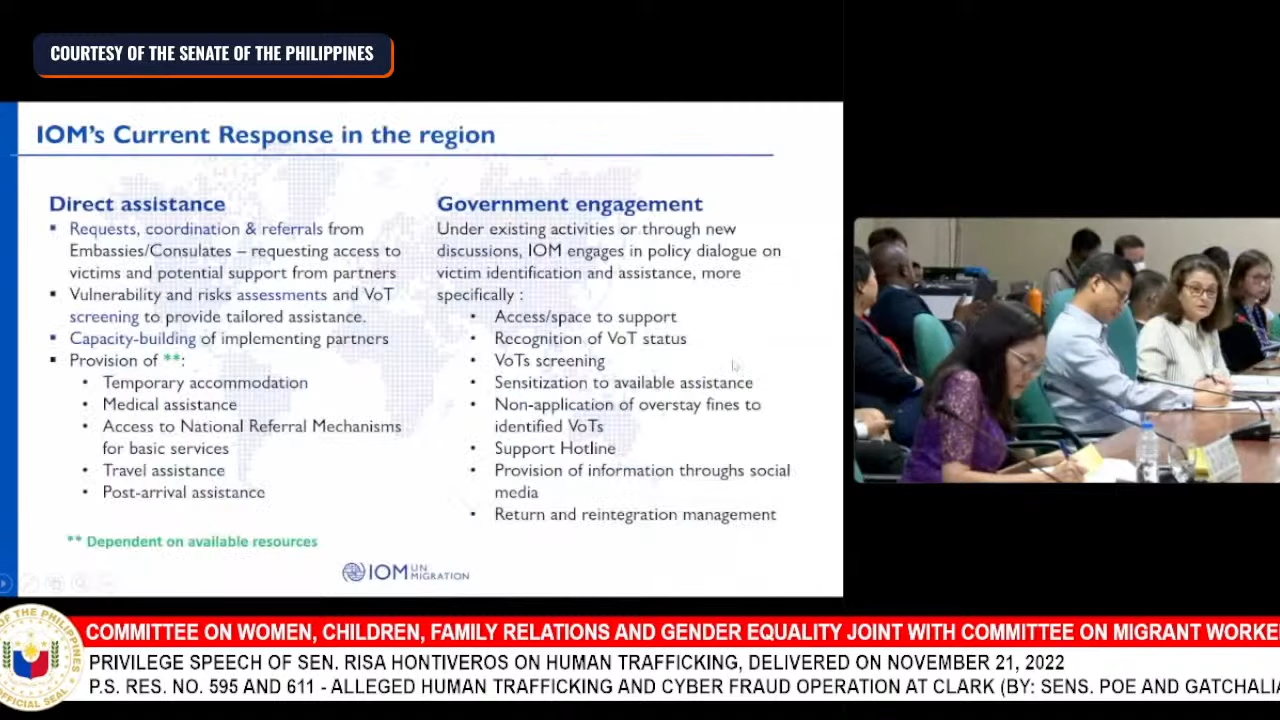 COURTESY OF THE SENATE OF THE PHILIPPINES
IOM's Current Response in the region
Direct assistance
Requests, coordination & referrals from
Embassies/Consulates – requesting access to
victims and potential support from partners
Vulnerability and risks assessments and VoT
screening to provide tailored assistance.
Capacity-building of implementing partners
Provision of **:
Temporary accommodation
Medical assistance
Access to National Referral Mechanisms
for basic services
Travel assistance
Post-arrival assistance
** Dependent on available resources
Government engagement
Under existing activities or through new
discussions, IOM engages in policy dialogue on
victim identification and assistance, more
specifically :
Access/space to support
Recognition of VoT status
VoTs screening
Sensitization to available assistance
Non-application of overstay fines to
identified VoTs
Support Hotline
Provision of information throughs social
media
Return and reintegration management
IOM UN MIGRATION
COMMITTEE ON WOMEN, CHILDREN, FAMILY RELATIONS AND GENDER EQUALITY JOINT WITH COMMITTEE ON MIGRANT WORKE
PRIVILEGE SPEECH OF SEN. RISA HONTIVEROS ON HUMAN TRAFFICKING, DELIVERED ON NOVEMBER 21, 2022
P.S. RES. NO. 595 AND 611 - ALLEGED HUMAN TRAFFICKING AND CYBER FRAUD OPERATION AT CLARK (BY: SENS. POE AND GATCHALIA